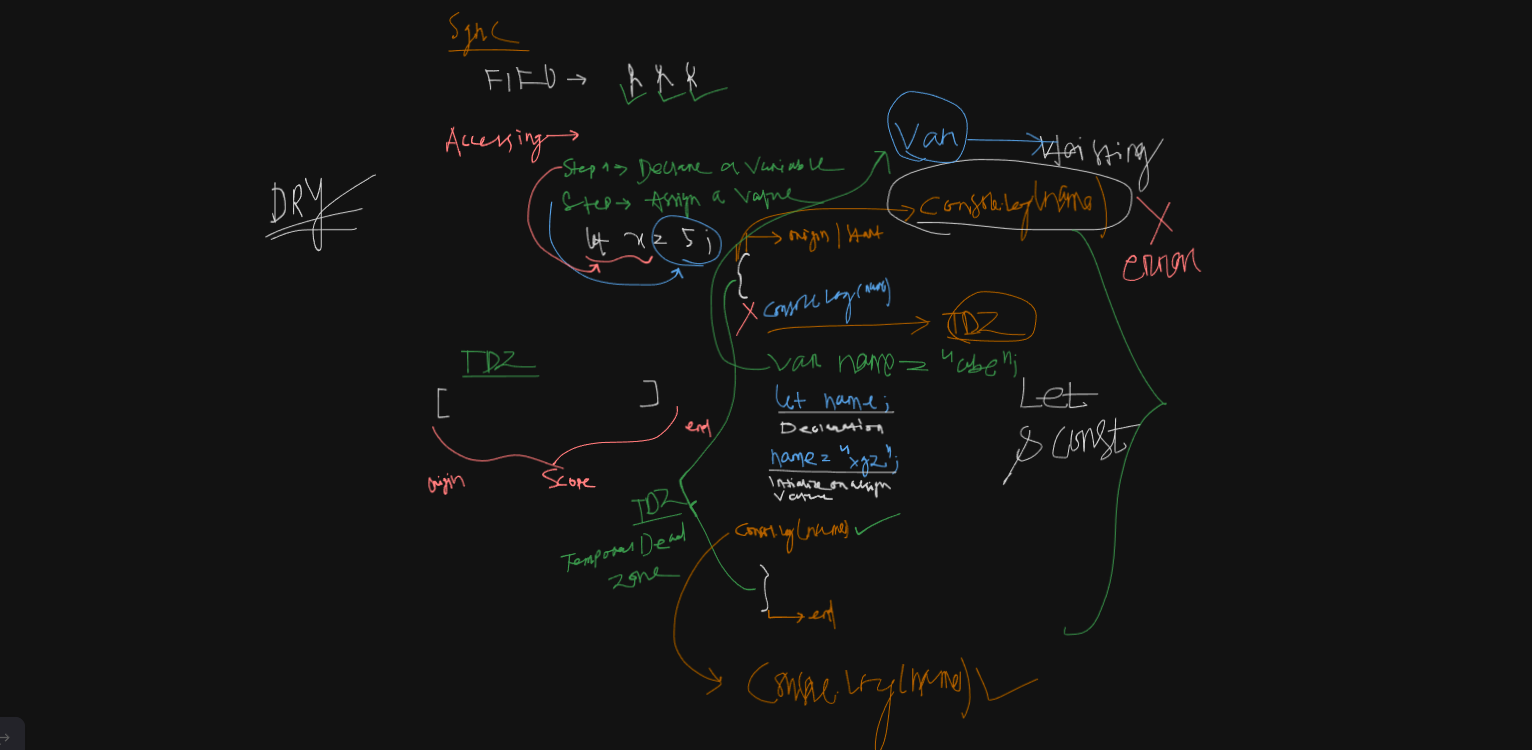 Sync
FIFO →
Accessing →
Step 1 → Declare a Variable
Step → Assign a Value
let x = 5;
DRY
Var → Hoisting
Console.log(name)
error
→ origin | start
{
console.log(name)
TDZ
var name = "abc";
let name;
Declaration
name = "xyz";
Initialize or assign
Value
Let
& Const
TDZ
[ ]
origin
Scope
end
TDZ
Temporal Dead
Zone
Console.log(name)
}
→ end
Console.log(name)